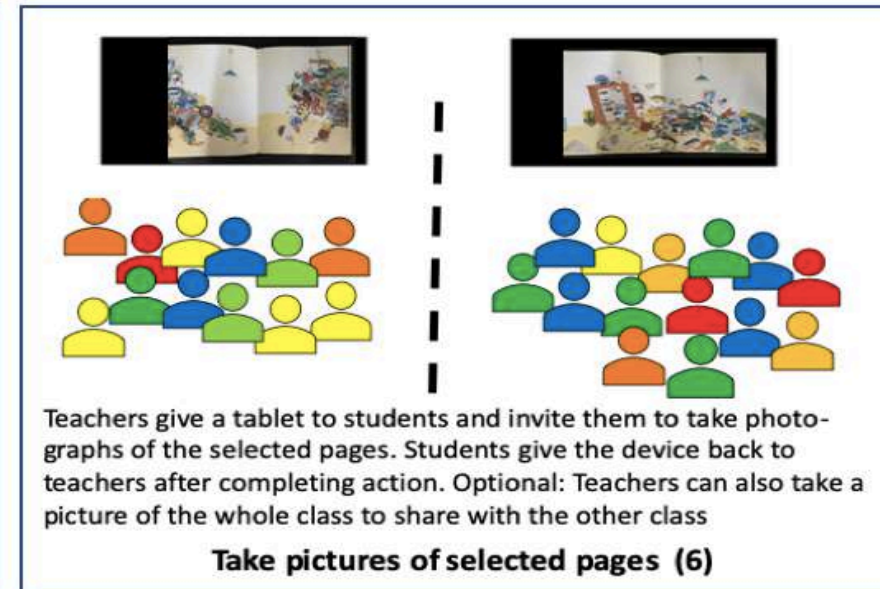 Teachers give a tablet to students and invite them to take photo-
graphs of the selected pages. Students give the device back to
teachers after completing action. Optional: Teachers can also take a
picture of the whole class to share with the other class
Take pictures of selected pages (6)